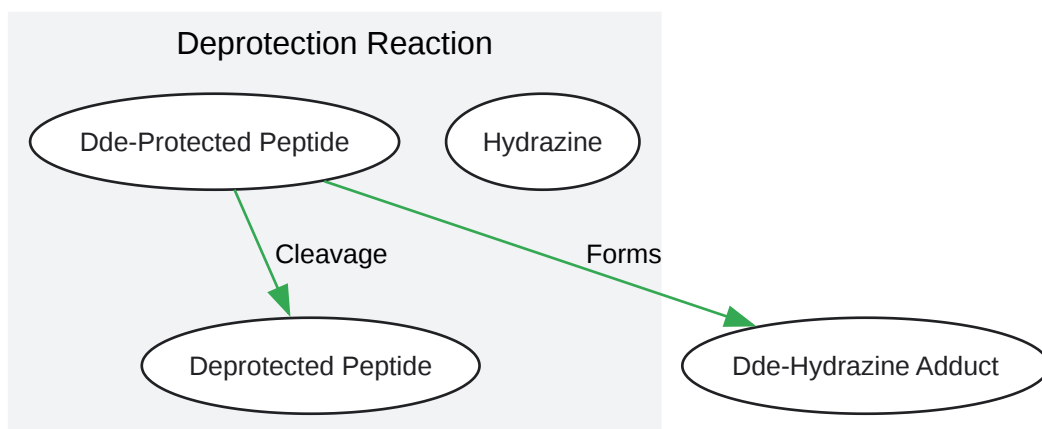 Deprotection Reaction
Dde-Protected Peptide
Hydrazine
Cleavage
Forms
Deprotected Peptide
Dde-Hydrazine Adduct